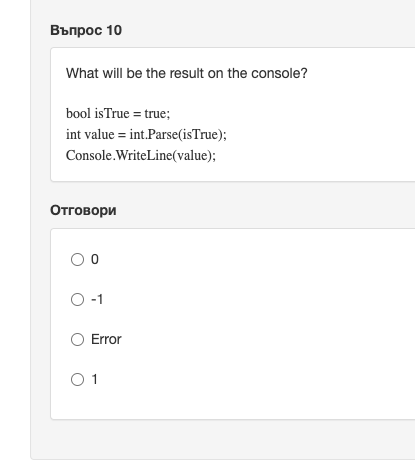 Въпрос 10
What will be the result on the console?
bool isTrue = true;
int value = int.Parse(isTrue);
Console.WriteLine(value);
Отговори
0
-1
Error
1